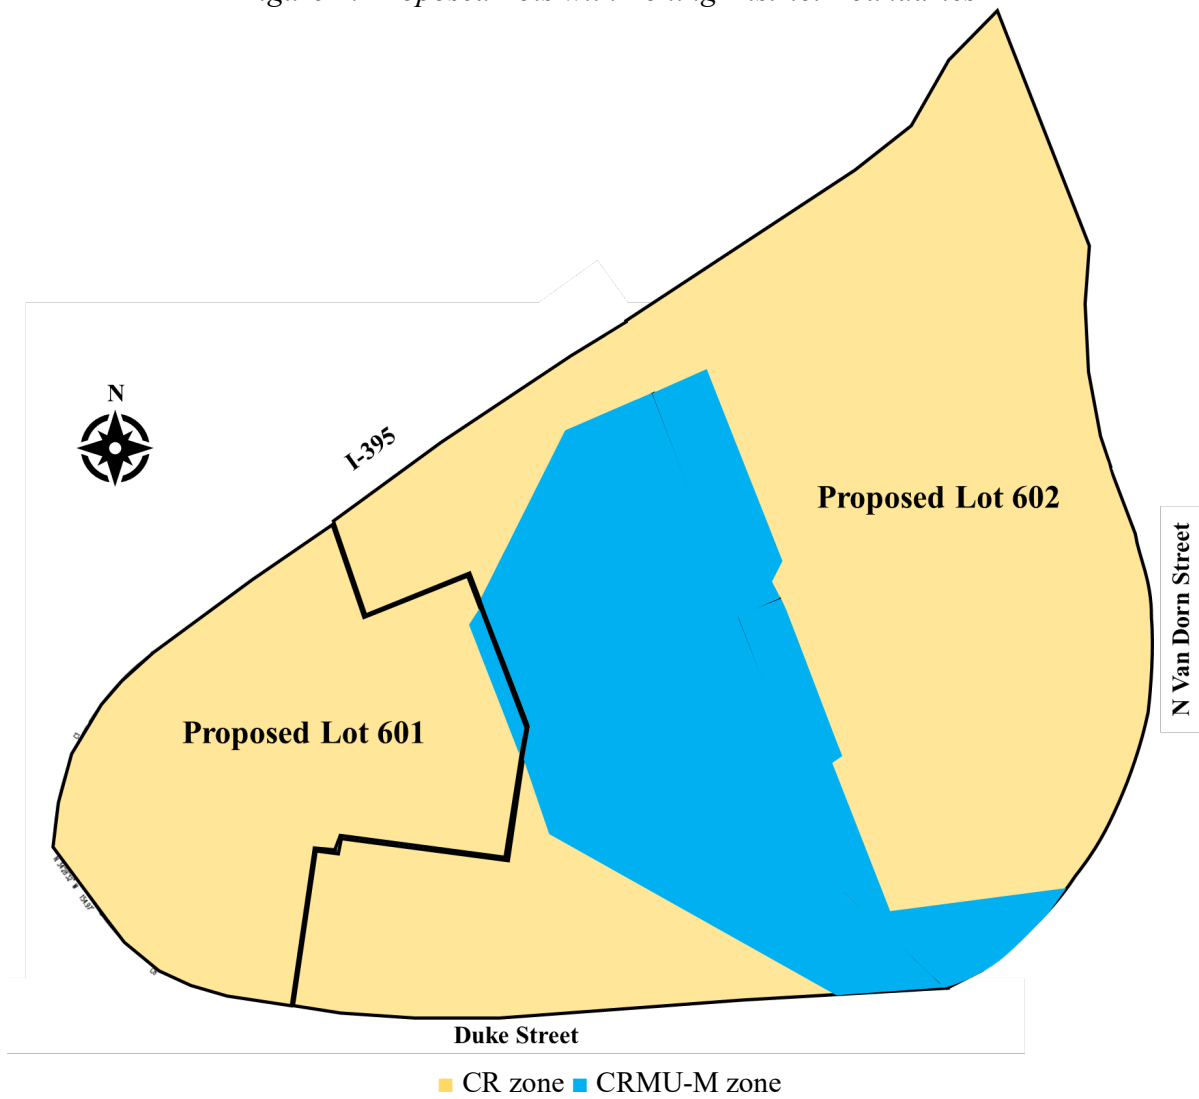 N
I-395
Proposed Lot 602
N Van Dorn Street
Proposed Lot 601
Duke Street
CR zone CRMU-M zone